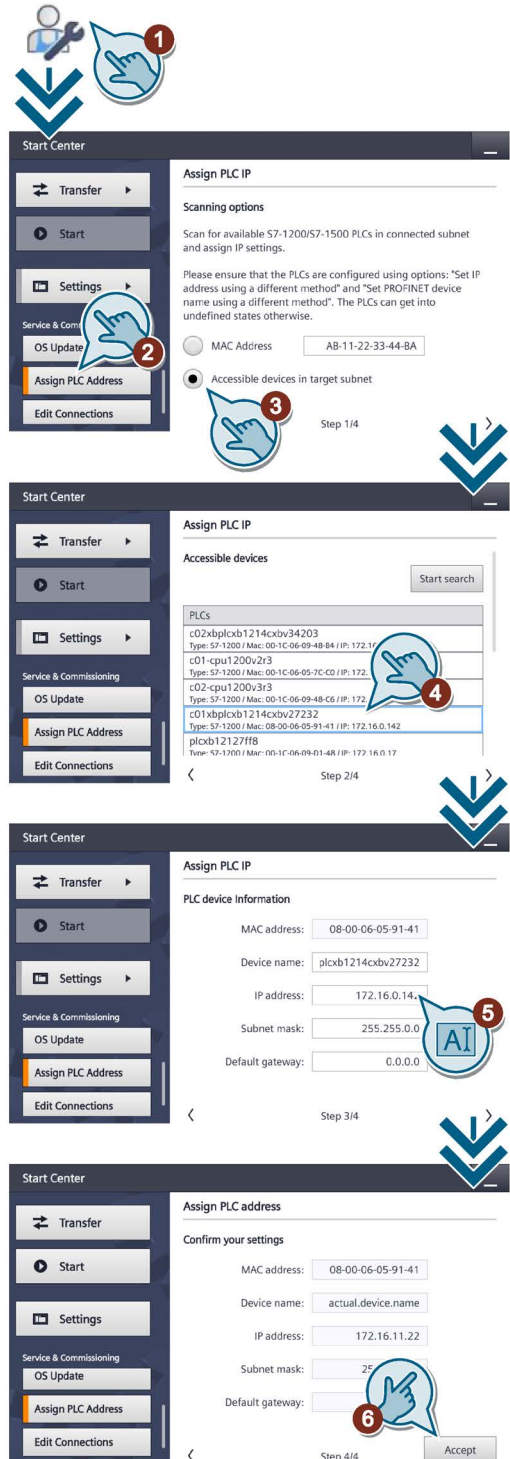 1
Start Center
Transfer
Start
Settings
Service & Comm
OS Update
2
Assign PLC Address
Edit Connections
Assign PLC IP
Scanning options
Scan for available S7-1200/S7-1500 PLCs in connected subnet
and assign IP settings.
Please ensure that the PLCs are configured using options: "Set IP
address using a different method" and "Set PROFINET device
name using a different method". The PLCs can get into
undefined states otherwise.
MAC Address AB-11-22-33-44-BA
Accessible devices in target subnet
3
Step 1/4
Start Center
Transfer
Start
Settings
Service & Commissioning
OS Update
Assign PLC Address
Edit Connections
Assign PLC IP
Accessible devices
Start search
PLCs
c02xbplcxb1214cxbv34203
Type: S7-1200 / Mac: 00-1C-06-09-4B-B4 / IP: 172.16
c01-cpu1200v2r3
Type: S7-1200 / Mac: 00-1C-06-05-7C-C0 / IP: 172.
c02-cpu1200v3r3
Type: S7-1200 / Mac: 00-1C-06-09-4B-C6 / IP: 172.
4
c01xbplcxb1214cxbv27232
Type: S7-1200 / Mac: 08-00-06-05-91-41 / IP: 172.16.0.142
plcxb12127ff8
Type: S7-1200 / Mac: 00-1C-06-09-D1-4B / IP: 172.16.0.17
Step 2/4
Start Center
Transfer
Start
Settings
Service & Commissioning
OS Update
Assign PLC Address
Edit Connections
Assign PLC IP
PLC device Information
MAC address: 08-00-06-05-91-41
Device name: plcxb1214cxbv27232
IP address: 172.16.0.142
5
AI
Subnet mask: 255.255.0.0
Default gateway: 0.0.0.0
Step 3/4
Start Center
Transfer
Start
Settings
Service & Commissioning
OS Update
Assign PLC Address
Edit Connections
Assign PLC address
Confirm your settings
MAC address: 08-00-06-05-91-41
Device name: actual.device.name
IP address: 172.16.11.22
Subnet mask: 25
Default gateway:
6
Step 4/4
Accept